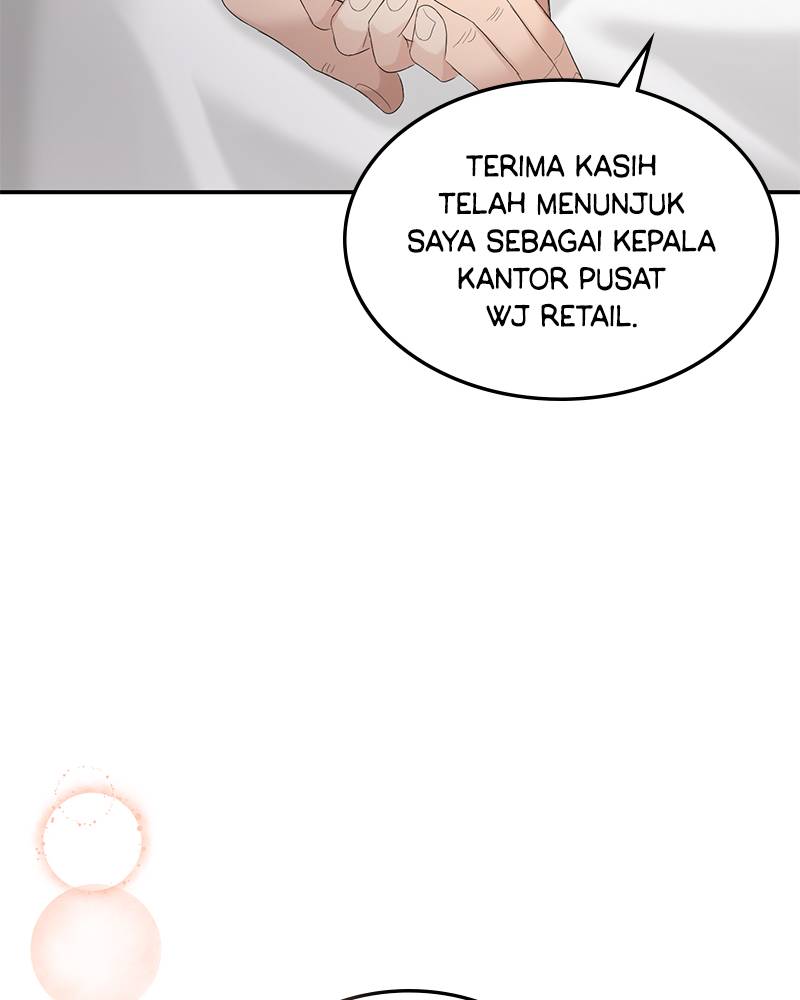 TERIMA KASIH
TELAH MENUNJUK
SAYA SEBAGAI KEPALA
KANTOR PUSAT
WJ RETAIL.